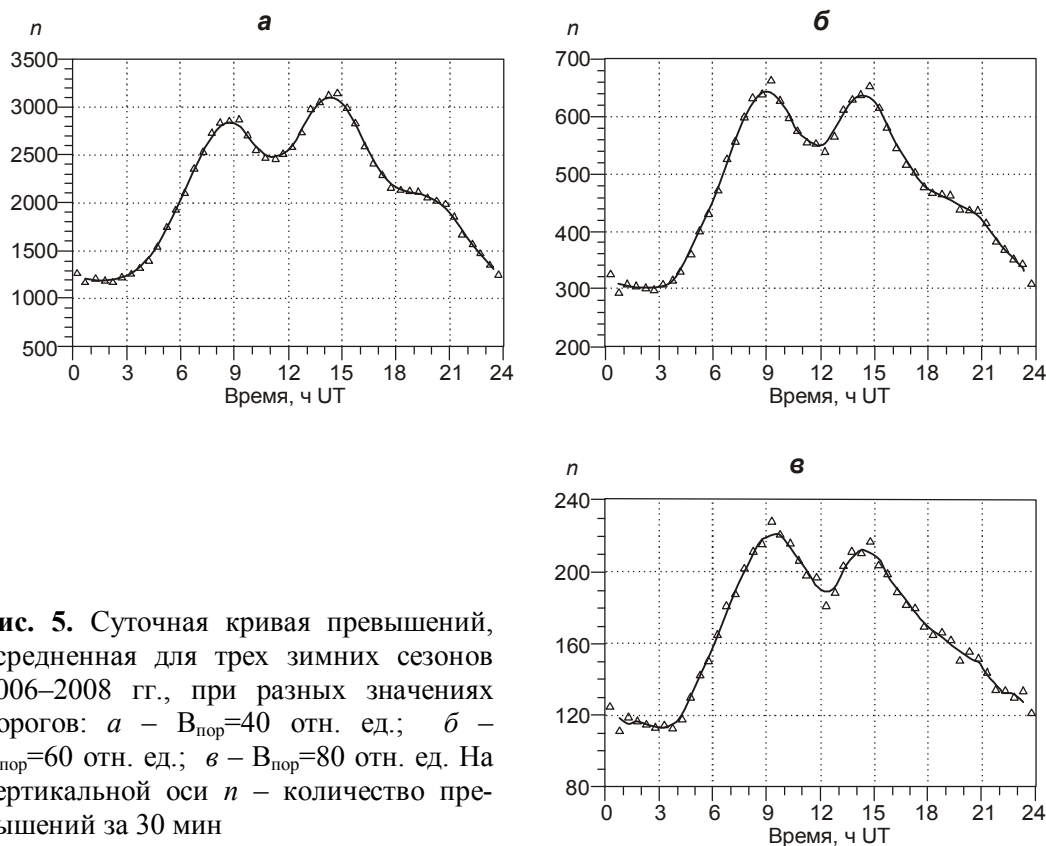 а
n
3500
3000
2500
2000
1500
1000
500
0 3 6 9 12 15 18 21 24
Время, ч UT
б
n
700
600
500
400
300
200
0 3 6 9 12 15 18 21 24
Время, ч UT
в
n
240
200
160
120
80
0 3 6 9 12 15 18 21 24
Время, ч UT
ис. 5. Суточная кривая превышений,
средненная для трех зимних сезонов
006–2008 гг., при разных значениях
орогов: а – Bпор=40 отн. ед.; б –
пор=60 отн. ед.; в – Bпор=80 отн. ед. На
ертикальной оси n – количество пре-
ышений за 30 мин